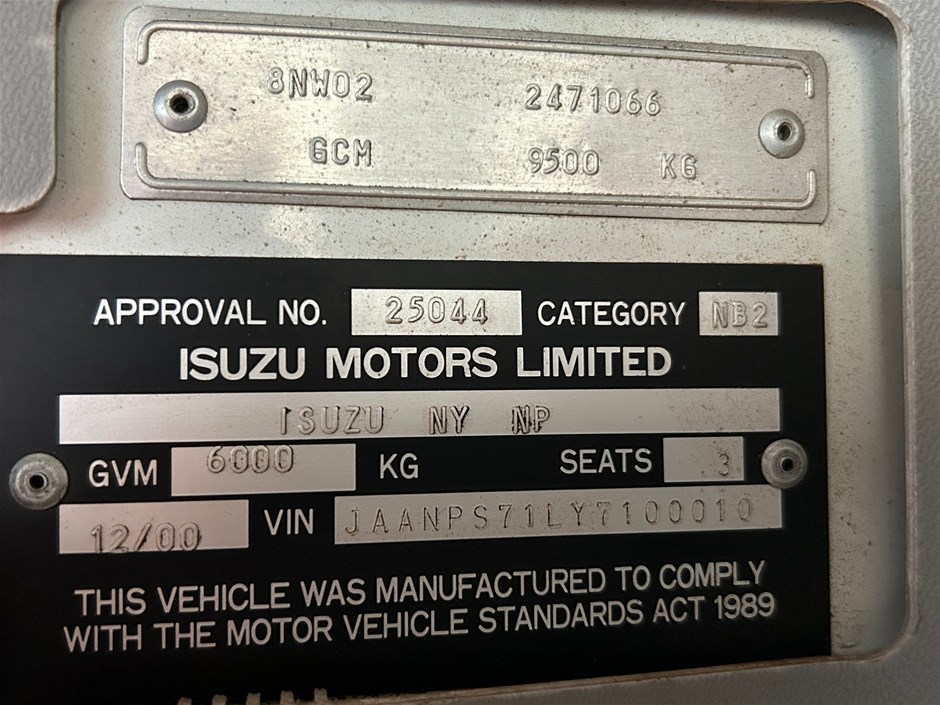 8NW02 2471066
GCM 9500 KG
APPROVAL NO. 25044 CATEGORY NB2
ISUZU MOTORS LIMITED
ISUZU NY NP
GVM 6000 KG SEATS 3
12/00 VIN JAANPS71LY7100010
THIS VEHICLE WAS MANUFACTURED TO COMPLY
WITH THE MOTOR VEHICLE STANDARDS ACT 1989